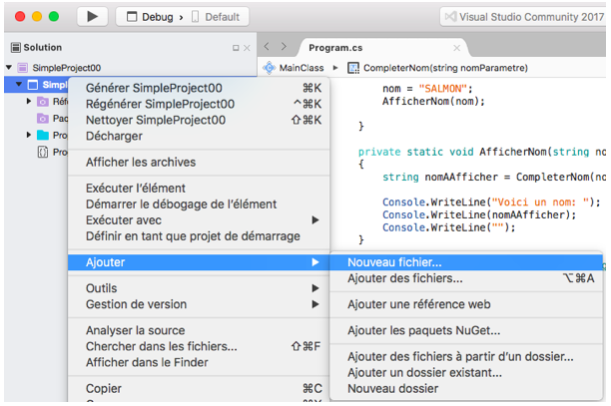 Debug › Default
Visual Studio Community 2017
Solution
Program.cs
SimpleProject00
MainClass ▸ CompleterNom(string nomParametre)
Simpl
Réf
Pac
Pro
Pro
nom = "SALMON";
AfficherNom(nom);
}
private static void AfficherNom(string no
{
string nomAAfficher = CompleterNom(no
Console.WriteLine("Voici un nom: ");
Console.WriteLine(nomAAfficher);
Console.WriteLine("");
}
Générer SimpleProject00 ⌘K
Régénérer SimpleProject00 ^⌘K
Nettoyer SimpleProject00 ⇧⌘K
Décharger
Afficher les archives
Exécuter l'élément
Démarrer le débogage de l'élément
Exécuter avec
Définir en tant que projet de démarrage
Ajouter
Outils
Gestion de version
Analyser la source
Chercher dans les fichiers... ⇧⌘F
Afficher dans le Finder
Copier ⌘C
Nouveau fichier...
Ajouter des fichiers... ⌥⌘A
Ajouter une référence web
Ajouter les paquets NuGet...
Ajouter des fichiers à partir d'un dossier...
Ajouter un dossier existant...
Nouveau dossier